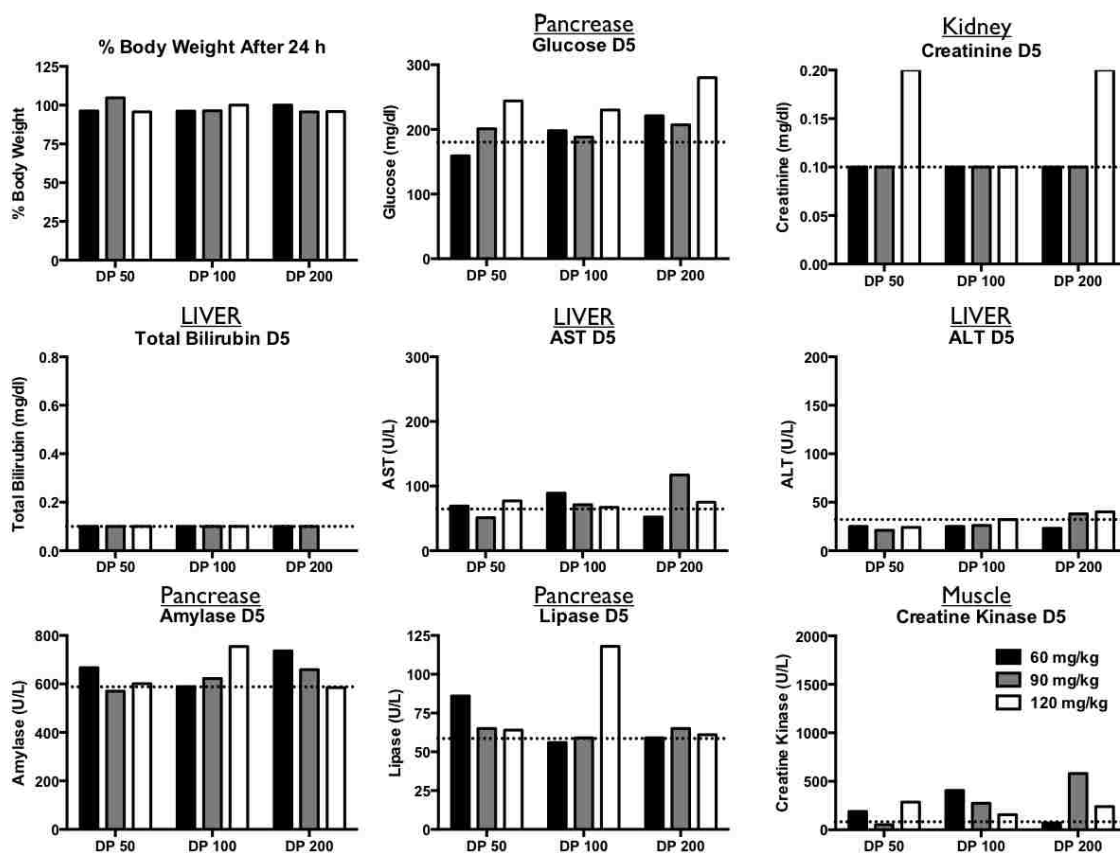 % Body Weight After 24 h
% Body Weight
125
100
75
50
25
0
DP 50 DP 100 DP 200
Pancrease
Glucose D5
Glucose (mg/dl)
300
200
100
0
DP 50 DP 100 DP 200
Kidney
Creatinine D5
Creatinine (mg/dl)
0.20
0.15
0.10
0.05
0.00
DP 50 DP 100 DP 200
LIVER
Total Bilirubin D5
Total Bilirubin (mg/dl)
0.8
0.6
0.4
0.2
0.0
DP 50 DP 100 DP 200
LIVER
AST D5
AST (U/L)
300
200
100
0
DP 50 DP 100 DP 200
LIVER
ALT D5
ALT (U/L)
200
150
100
50
0
DP 50 DP 100 DP 200
Pancrease
Amylase D5
Amylase (U/L)
800
600
400
200
0
DP 50 DP 100 DP 200
Pancrease
Lipase D5
Lipase (U/L)
125
100
75
50
25
0
DP 50 DP 100 DP 200
Muscle
Creatine Kinase D5
Creatine Kinase (U/L)
2000
1500
1000
500
0
60 mg/kg
90 mg/kg
120 mg/kg
DP 50 DP 100 DP 200